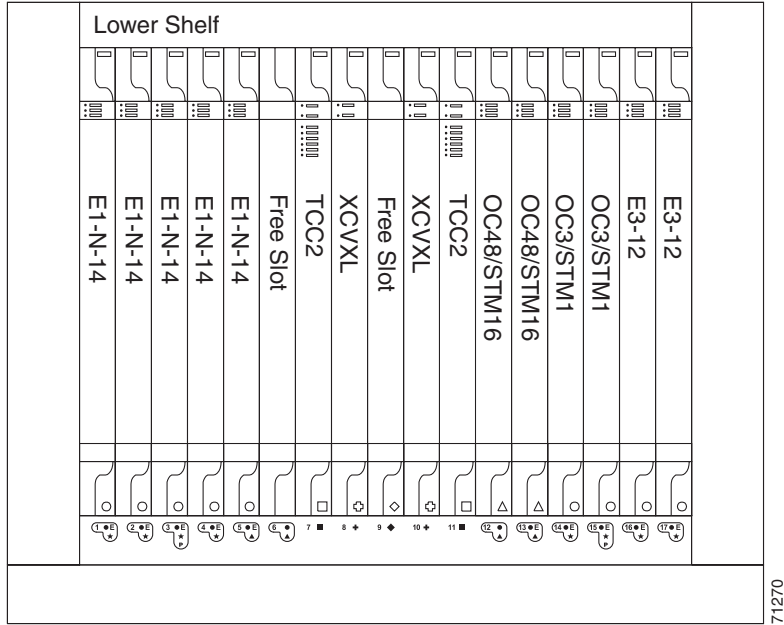 Lower Shelf
E1-N-14
E1-N-14
E1-N-14
E1-N-14
E1-N-14
Free Slot
TCC2
XCVXL
Free Slot
XCVXL
TCC2
OC48/STM16
OC48/STM16
OC3/STM1
OC3/STM1
E3-12
E3-12
1 E
2 E
3 E P
4 E
5 E
6
7
8
9
10
11
12
13 E
14 E
15 E P
16 E
17 E
71270